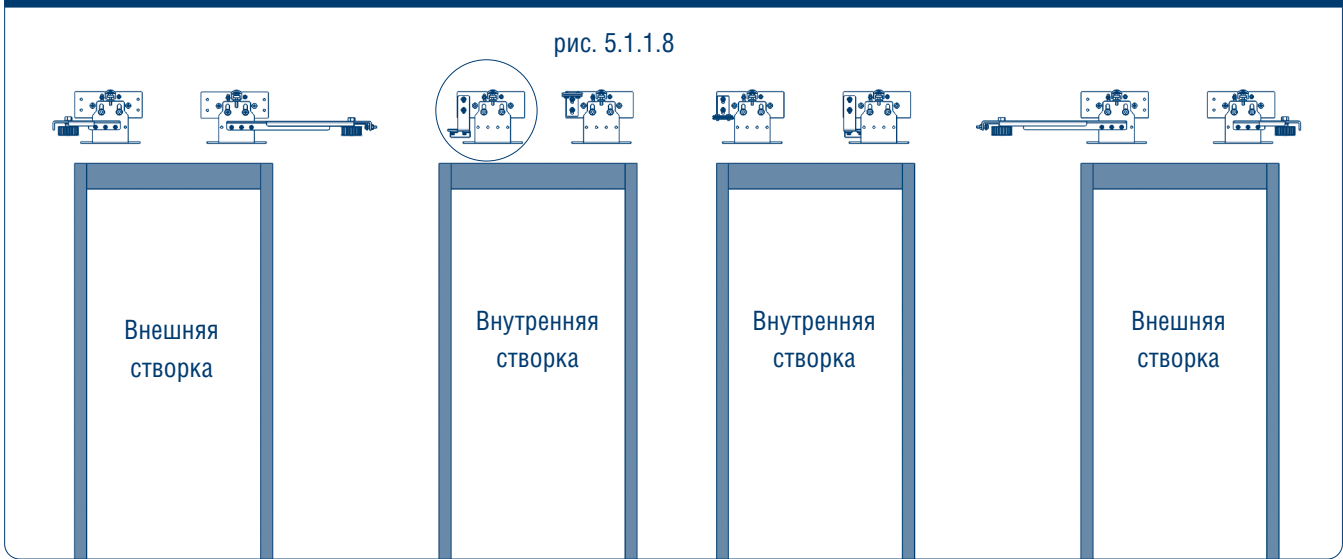 рис. 5.1.1.8
Внешняя
створка
Внутренняя
створка
Внутренняя
створка
Внешняя
створка